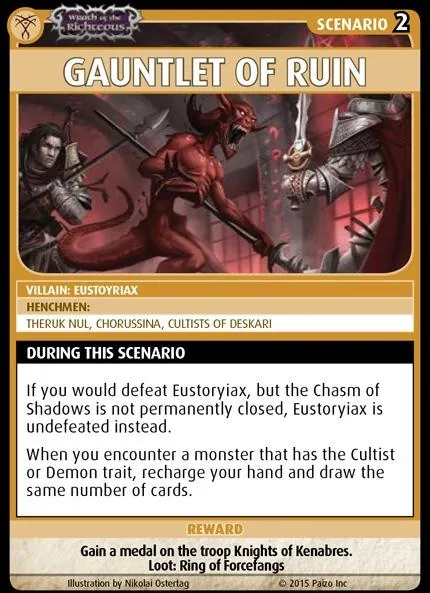 Wrath of the
Righteous
SCENARIO 2
GAUNTLET OF RUIN
VILLAIN: EUSTOYRIAX
HENCHMEN:
THERUK NUL, CHORUSSINA, CULTISTS OF DESKARI
DURING THIS SCENARIO
If you would defeat Eustoryiax, but the Chasm of
Shadows is not permanently closed, Eustoryiax is
undefeated instead.
When you encounter a monster that has the Cultist
or Demon trait, recharge your hand and draw the
same number of cards.
REWARD
Gain a medal on the troop Knights of Kenabres.
Loot: Ring of Forcefangs
Illustration by Nikolai Ostertag
© 2015 Paizo Inc